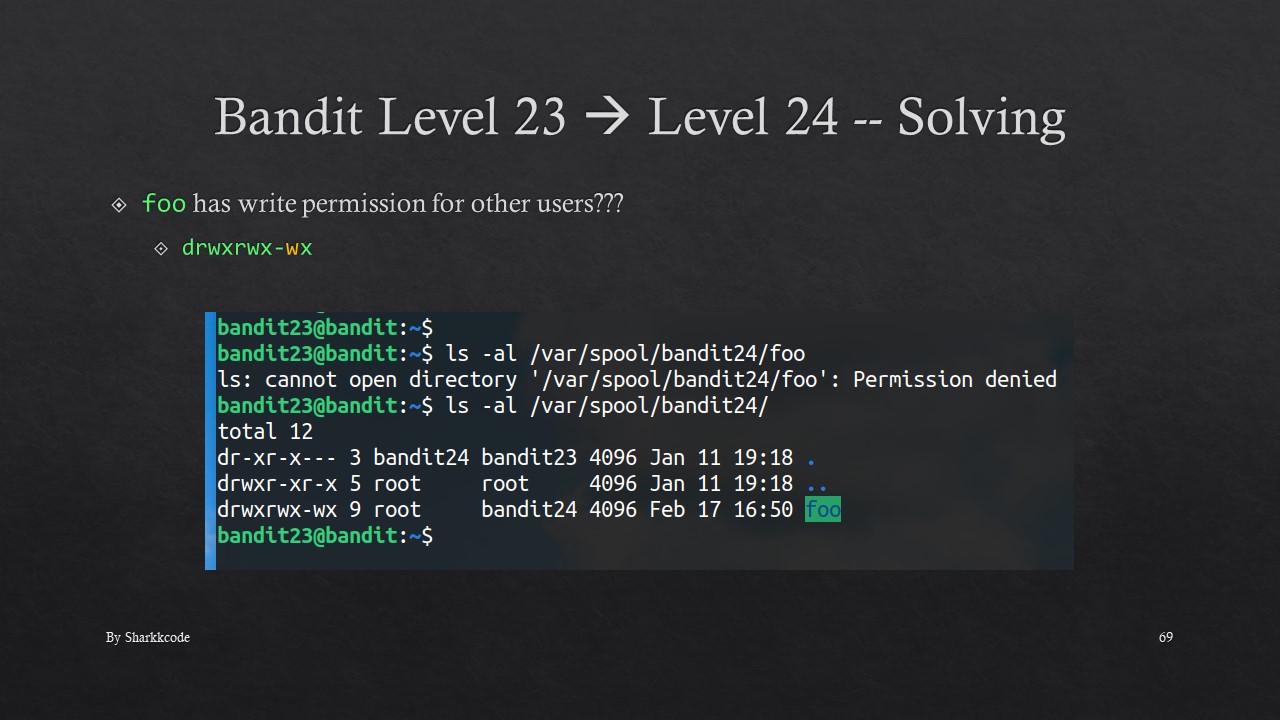 Bandit Level 23 → Level 24 -- Solving
foo has write permission for other users???
drwxrwx-wx
bandit23@bandit:~$
bandit23@bandit:~$ ls -al /var/spool/bandit24/foo
ls: cannot open directory '/var/spool/bandit24/foo': Permission denied
bandit23@bandit:~$ ls -al /var/spool/bandit24/
total 12
dr-xr-x--- 3 bandit24 bandit23 4096 Jan 11 19:18 .
drwxr-xr-x 5 root     root     4096 Jan 11 19:18 ..
drwxrwx-wx 9 root     bandit24 4096 Feb 17 16:50 foo
bandit23@bandit:~$
By Sharkkcode
69